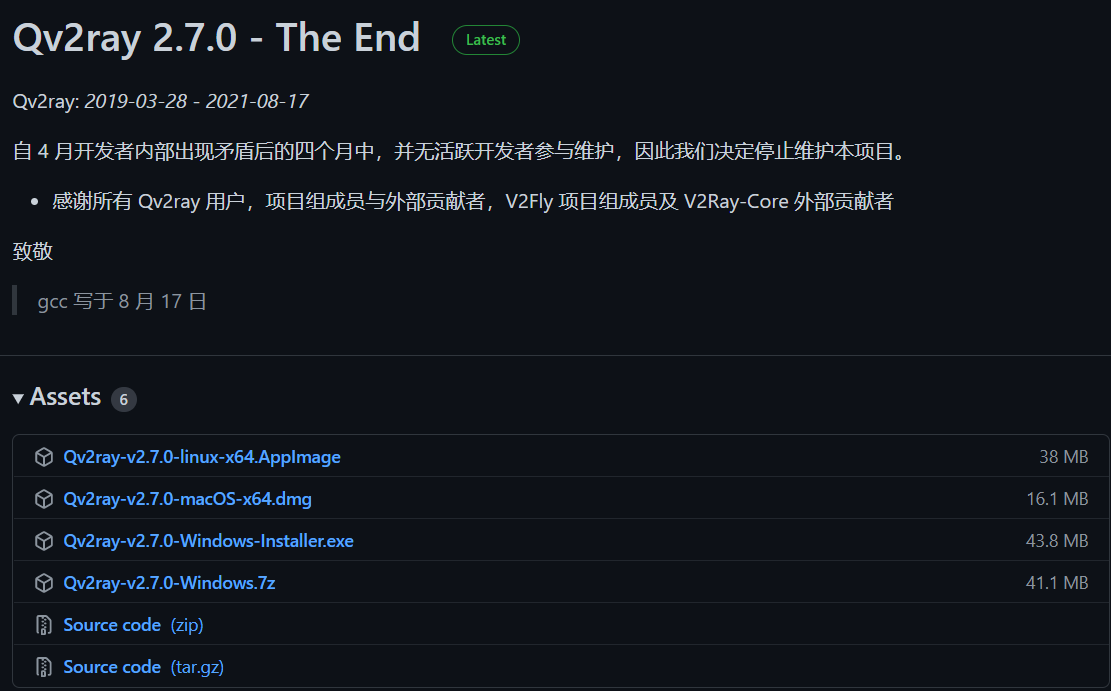 Qv2ray 2.7.0 - The End Latest
Qv2ray: 2019-03-28 - 2021-08-17
自 4 月开发者内部出现矛盾后的四个月中，并无活跃开发者参与维护，因此我们决定停止维护本项目。
• 感谢所有 Qv2ray 用户，项目组成员与外部贡献者，V2Fly 项目组成员及 V2Ray-Core 外部贡献者
致敬
gcc 写于 8 月 17 日
▾ Assets 6
Qv2ray-v2.7.0-linux-x64.AppImage 38 MB
Qv2ray-v2.7.0-macOS-x64.dmg 16.1 MB
Qv2ray-v2.7.0-Windows-Installer.exe 43.8 MB
Qv2ray-v2.7.0-Windows.7z 41.1 MB
Source code (zip)
Source code (tar.gz)